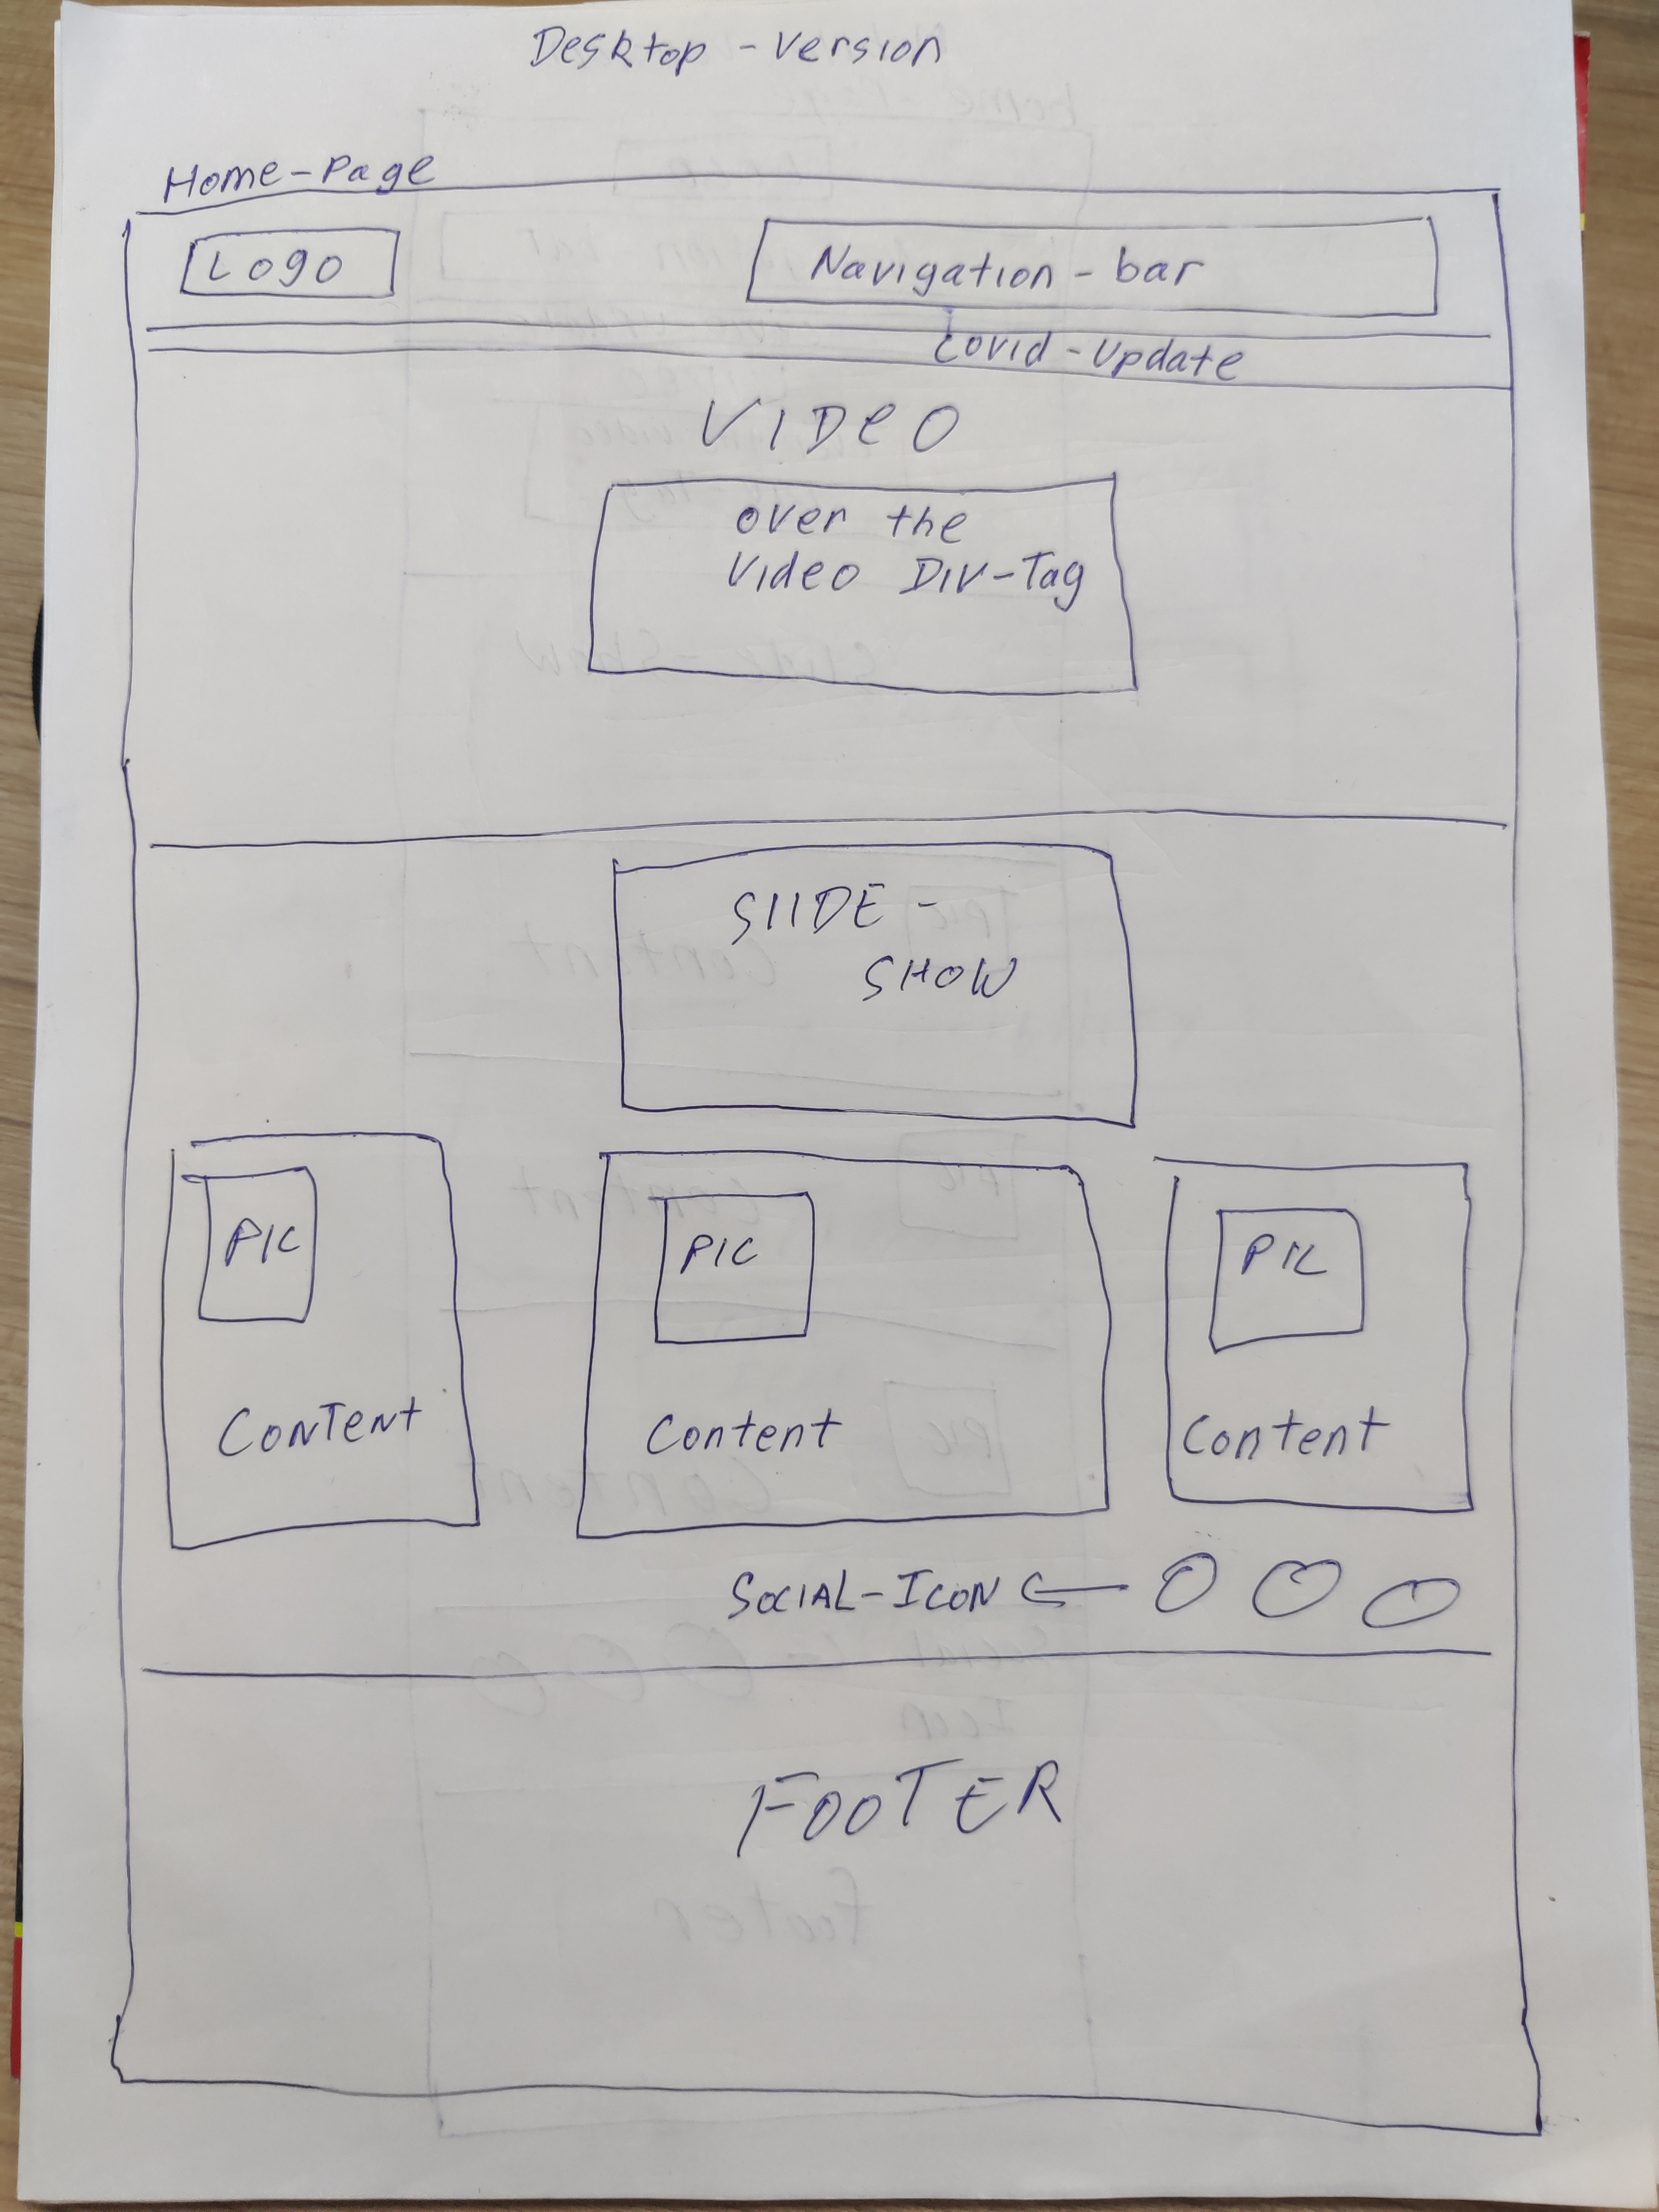 Desktop - Version
Home-Page
Logo
Navigation-bar
Covid-Update
VIDeO
over the
Video DIV-Tag
SlIDE-
SHOW
PIC
PIC
PIC
CONTENT
Content
Content
SOCIAL-ICON
FOOTER